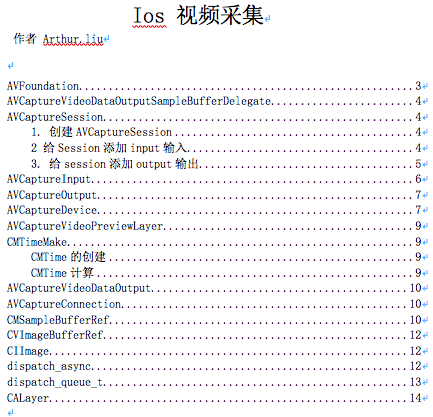 Ios 视频采集
作者 Arthur.liu
AVFoundation........................................3
AVCaptureVideoDataOutputSampleBufferDelegate........................................4
AVCaptureSession........................................4
1. 创建 AVCaptureSession........................................4
2 给 Session 添加 input 输入........................................4
3. 给 session 添加 output 输出........................................5
AVCaptureInput........................................6
AVCaptureOutput........................................7
AVCaptureDevice........................................7
AVCaptureVideoPreviewLayer........................................9
CMTimeMake........................................9
CMTime 的创建........................................9
CMTime 计算........................................9
AVCaptureVideoDataOutput........................................10
AVCaptureConnection........................................10
CMSampleBufferRef........................................10
CVImageBufferRef........................................12
CIImage........................................12
dispatch_async........................................12
dispatch_queue_t........................................13
CALayer........................................14